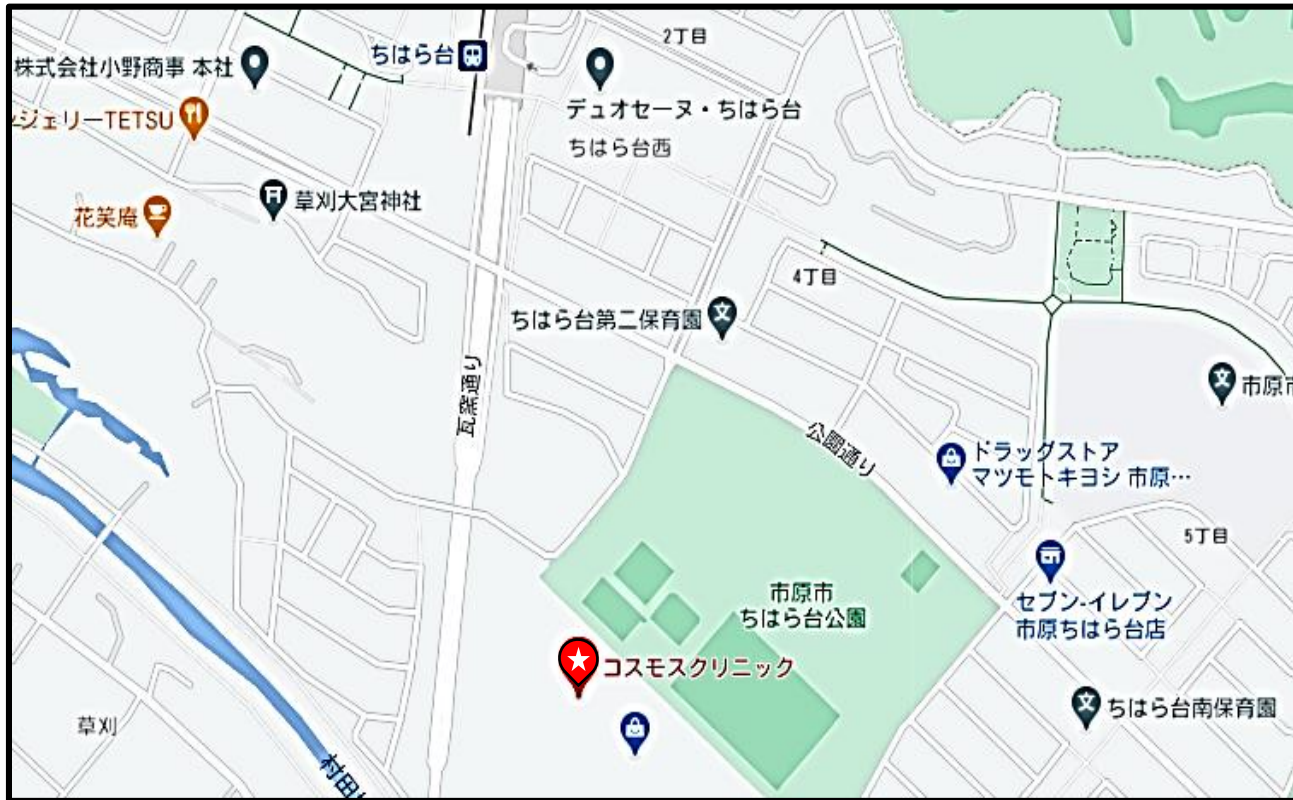 2丁目
ちはら台
株式会社小野商事 本社
デュオセーヌ・ちはら台
ンジェリーTETSU
ちはら台西
草刈大宮神社
花笑庵
4丁目
ちはら台第二保育園
瓦窯通り
市原市
公園通り
ドラッグストア
マツモトキヨシ 市原…
5丁目
市原市
ちはら台公園
セブン-イレブン
市原ちはら台店
コスモスクリニック
ちはら台南保育園
草刈
村田